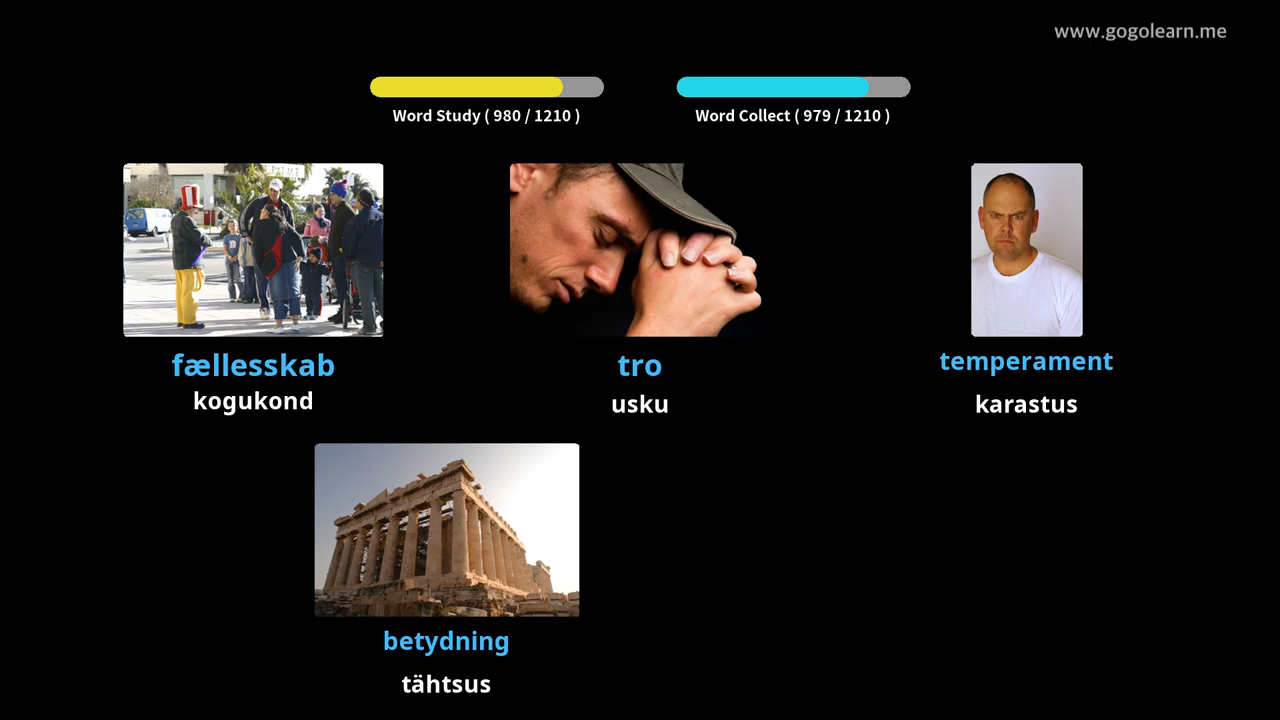 www.gogolearn.me
Word Study ( 980 / 1210 )
Word Collect ( 979 / 1210 )
fællesskab
kogukond
tro
usku
temperament
karastus
betydning
tähtsus